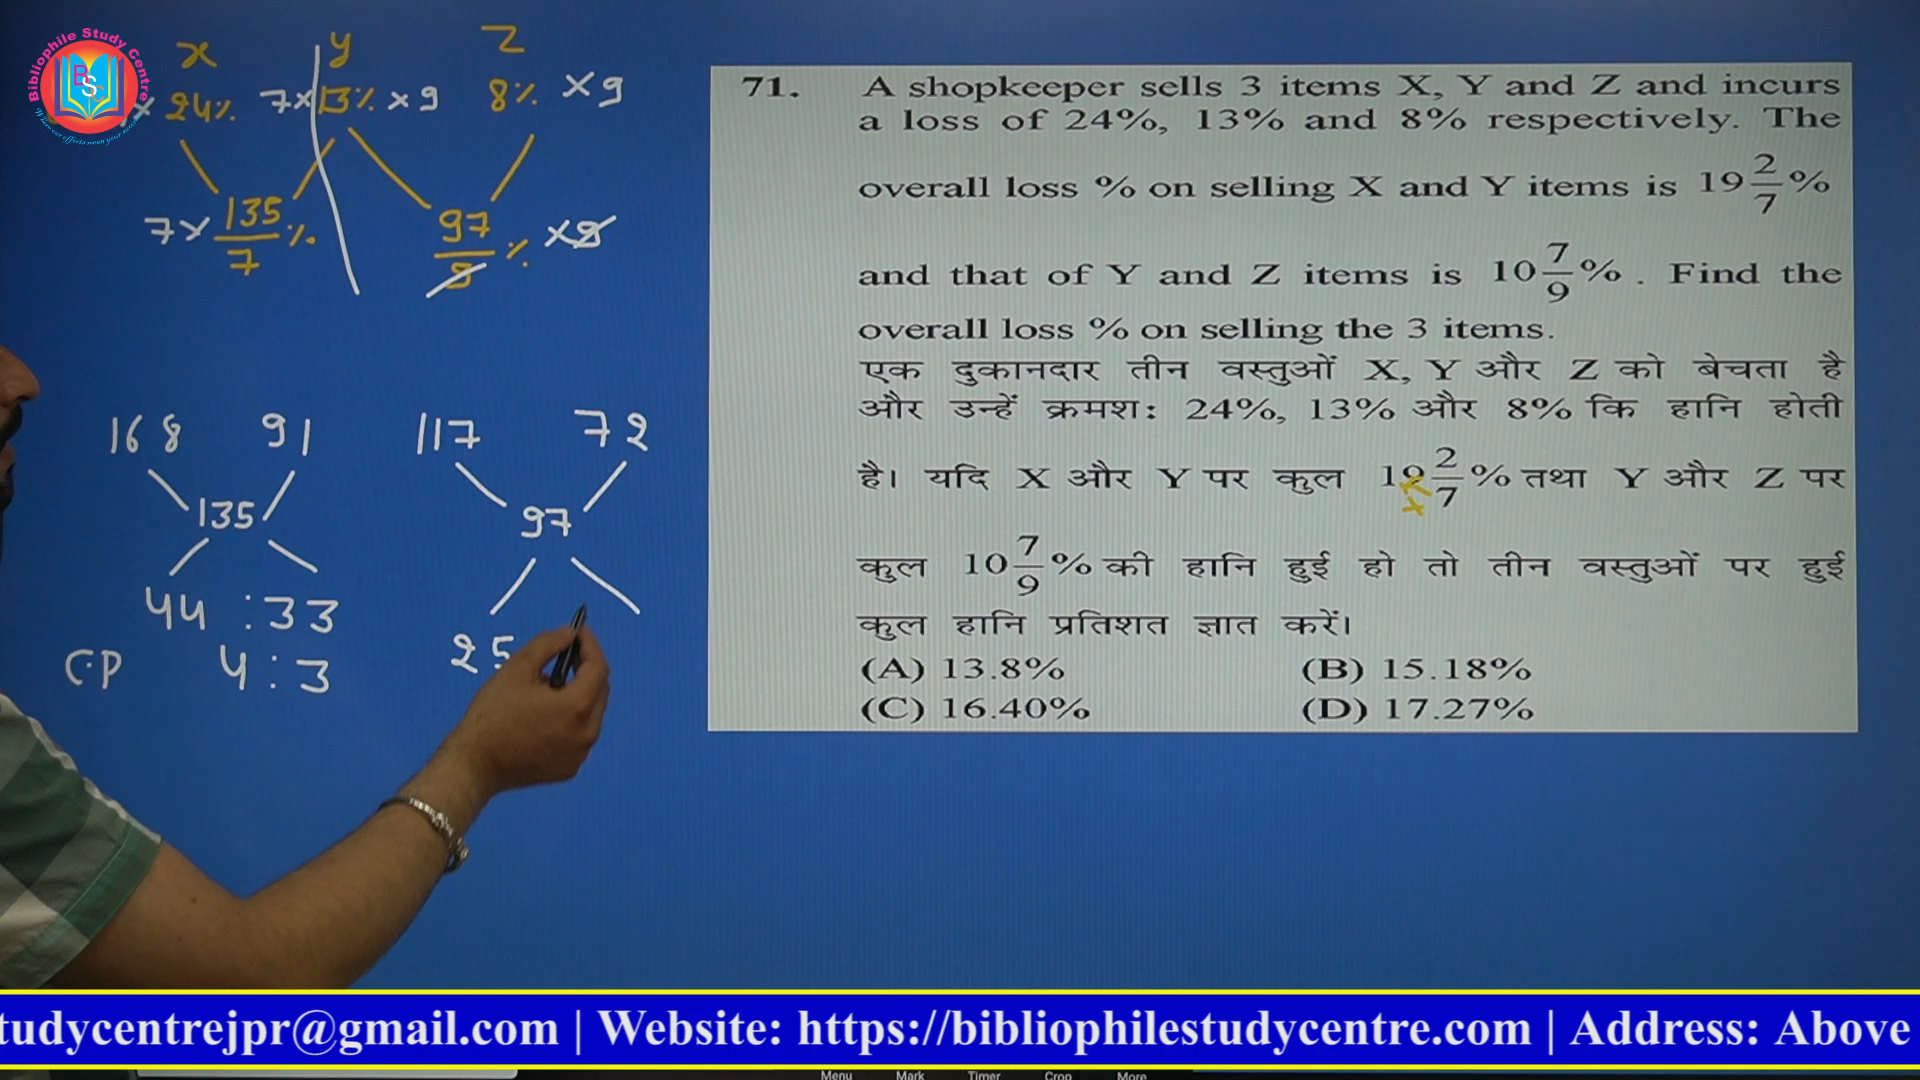 Bibliophile Study Centre
BSC
x y Z
24% 7×13% ×9 8% ×9
7× 135/7 % 97/9 % ×9
168 91 117 72
135 97
44 : 33 25
C.P 4 : 3
71. A shopkeeper sells 3 items X, Y and Z and incurs
a loss of 24%, 13% and 8% respectively. The
overall loss % on selling X and Y items is 19 2/7 %
and that of Y and Z items is 10 7/9 % . Find the
overall loss % on selling the 3 items.
एक दुकानदार तीन वस्तुओं X, Y और Z को बेचता है
और उन्हें क्रमश: 24%, 13% और 8% कि हानि होती
है। यदि X और Y पर कुल 19 2/7 % तथा Y और Z पर
कुल 10 7/9 % की हानि हुई हो तो तीन वस्तुओं पर हुई
कुल हानि प्रतिशत ज्ञात करें।
(A) 13.8% (B) 15.18%
(C) 16.40% (D) 17.27%
tudycentrejpr@gmail.com | Website: https://bibliophilestudycentre.com | Address: Above
Menu Mark Timer Crop More